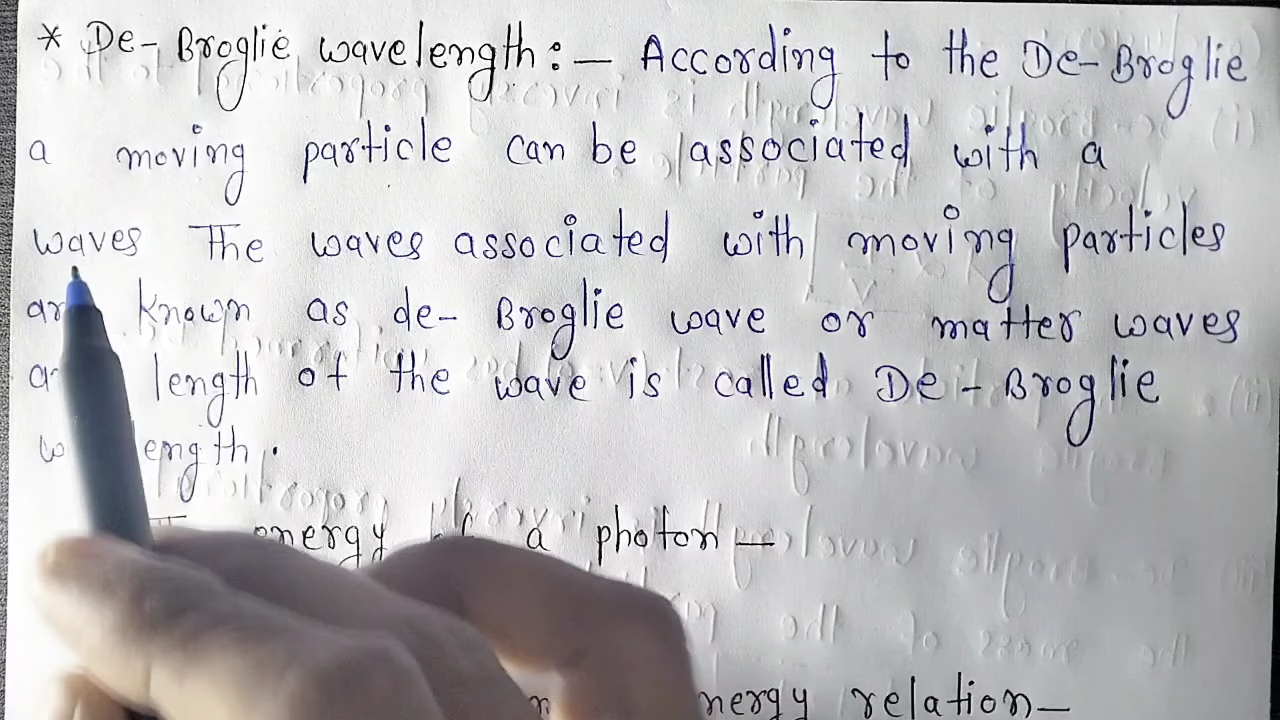 * De-Broglie wavelength:— According to the De-Broglie
a moving particle can be associated with a
waves The waves associated with moving particles
known as de-Broglie wave or matter waves
length of the wave is called De-Broglie
energy a photon—
relation—